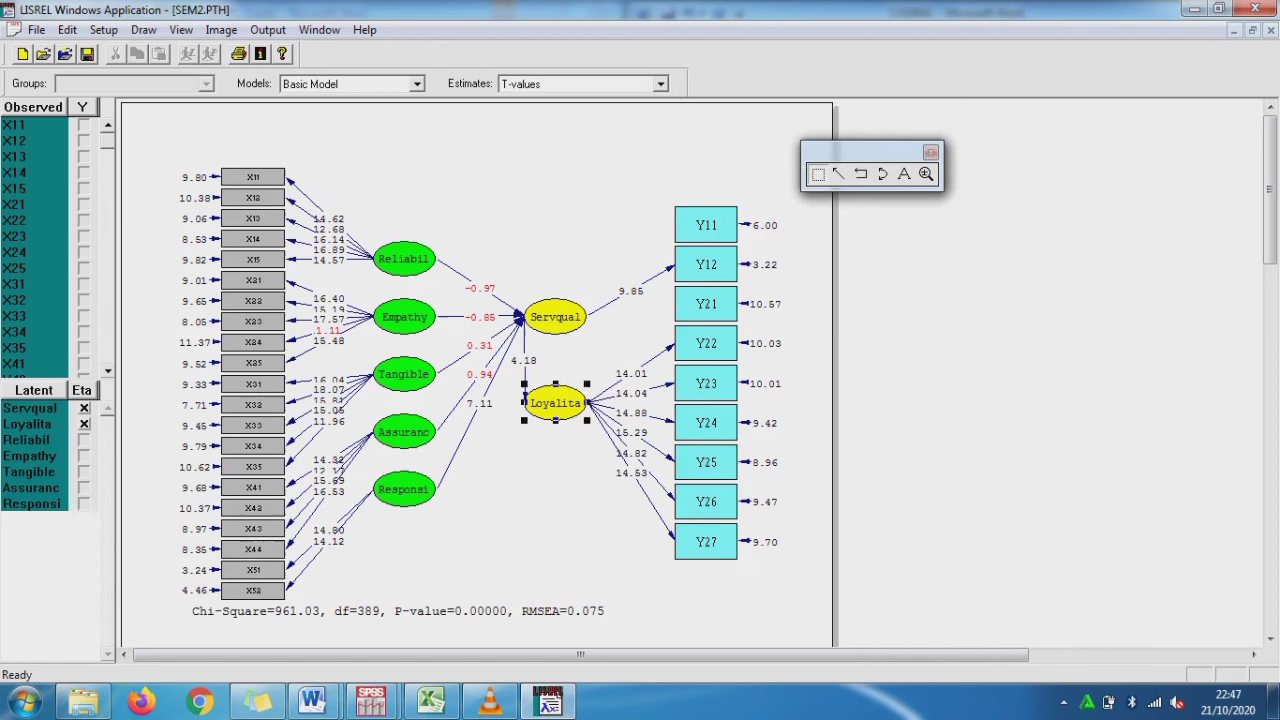 LISREL Windows Application - [SEM2.PTH]
File Edit Setup Draw View Image Output Window Help
Groups: Models: Basic Model Estimates: T-values
Observed Y
X11
X12
X13
X14
X15
X21
X22
X23
X24
X25
X31
X32
X33
X34
X35
X41
Latent Eta
Servqual
Loyalita
Reliabil
Empathy
Tangible
Assuranc
Responsi
9.80 X11
10.38 X12
9.06 X13
8.53 X14
9.82 X15
9.01 X21
9.65 X22
8.05 X23
11.37 X24
9.52 X25
9.33 X31
7.71 X32
9.45 X33
9.79 X34
10.62 X35
9.68 X41
10.37 X42
8.97 X43
8.35 X44
3.24 X51
4.46 X52
14.62
12.68
16.14
16.89
14.57
16.40
15.19
17.57
1.11
15.48
16.04
18.07
15.05
11.96
14.32
15.69
16.53
14.80
14.12
Reliabil
Empathy
Tangible
Assuranc
Responsi
-0.97
-0.85
0.31
0.94
7.11
4.18
Servqual
Loyalita
9.85
14.01
14.04
14.88
15.29
14.82
14.53
Y11 6.00
Y12 3.22
Y21 10.57
Y22 10.03
Y23 10.01
Y24 9.42
Y25 8.96
Y26 9.47
Y27 9.70
Chi-Square=961.03, df=389, P-value=0.00000, RMSEA=0.075
Ready
22:47
21/10/2020